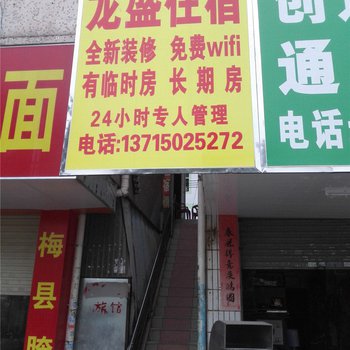 龙盛住宿
全新装修 免费wifi
有临时房 长期房
24小时专人管理
电话:13715025272
面
创
通
电话
梅县
旅馆